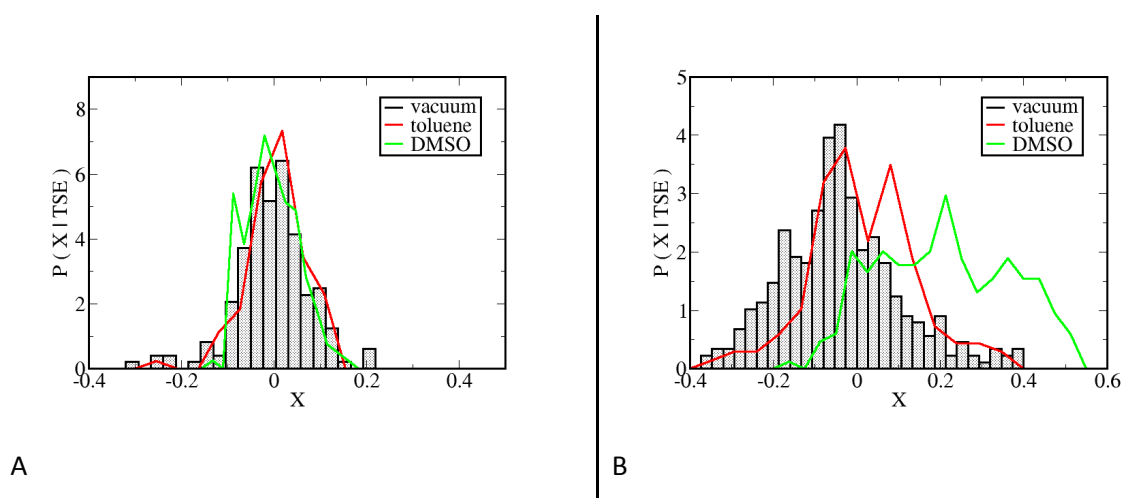 8
6
4
2
0
-0.4
-0.2
0
0.2
0.4
P ( X | TSE )
X
vacuum
toluene
DMSO
A
5
4
3
2
1
0
-0.4
-0.2
0
0.2
0.4
0.6
P ( X | TSE )
X
vacuum
toluene
DMSO
B